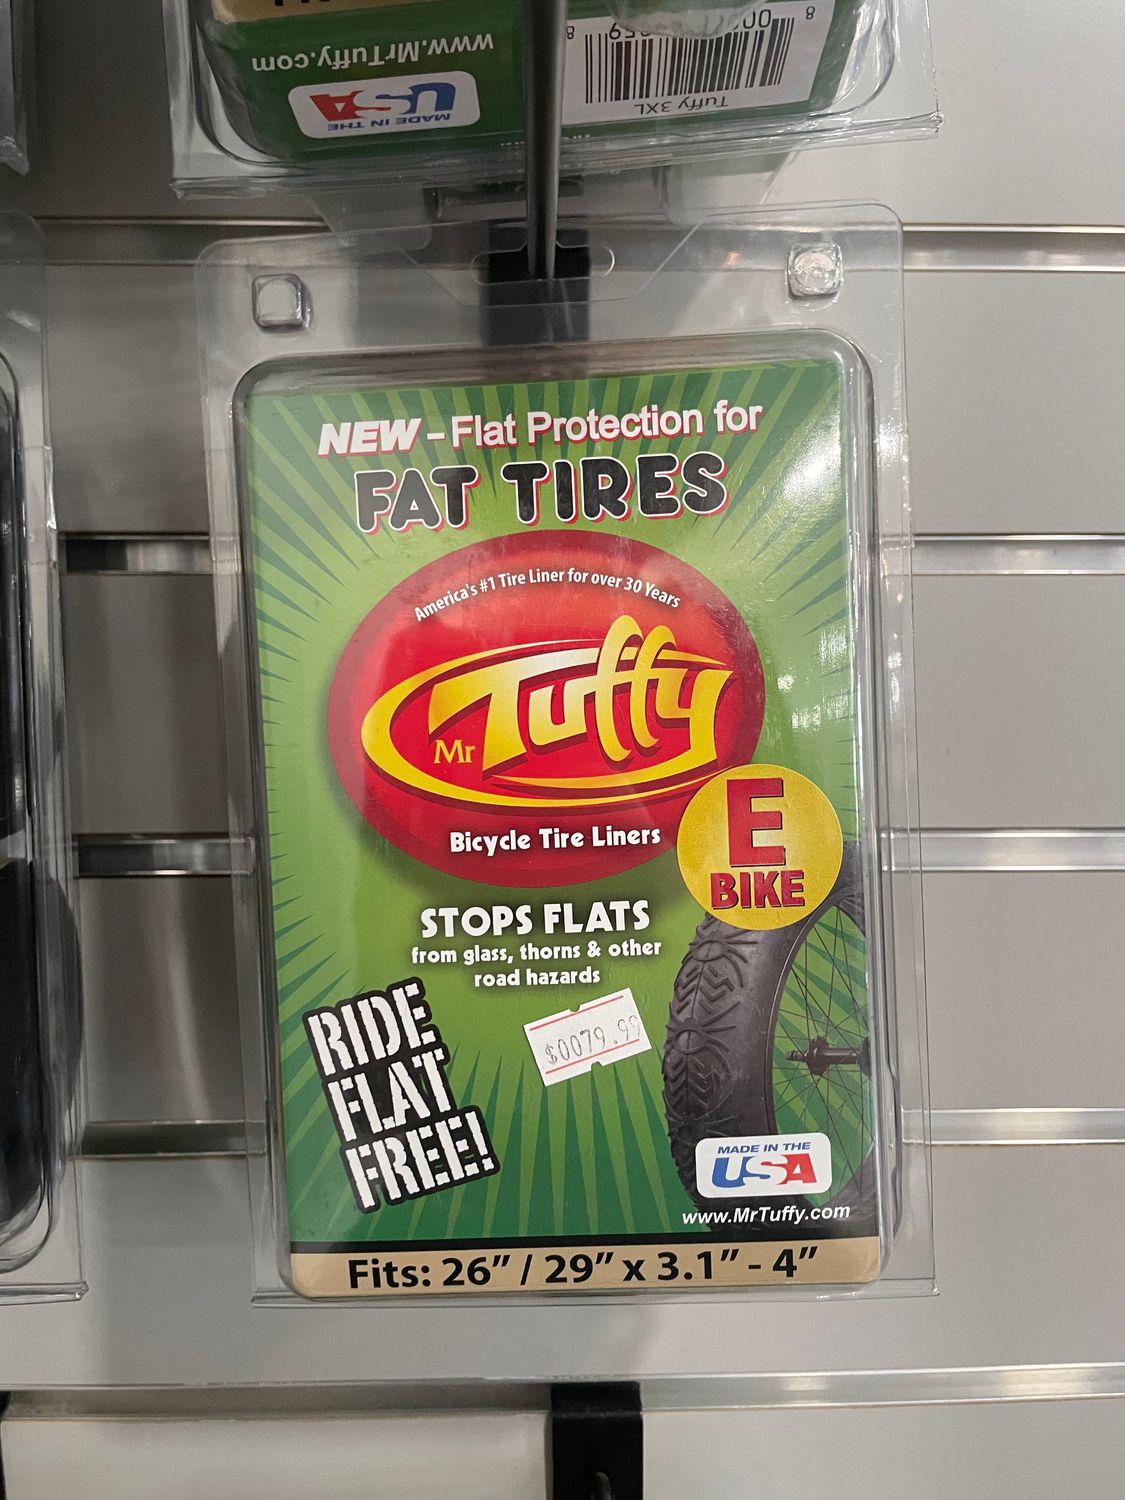 www.MrTuffy.com
MADE IN THE
USA
Tuffy 3XL
NEW - Flat Protection for
FAT TIRES
America's #1 Tire Liner for over 30 Years
Mr Tuffy
Bicycle Tire Liners
E
BIKE
STOPS FLATS
from glass, thorns & other
road hazards
$0079.99
RIDE
FLAT
FREE!
MADE IN THE
USA
www.MrTuffy.com
Fits: 26" / 29" x 3.1" - 4"